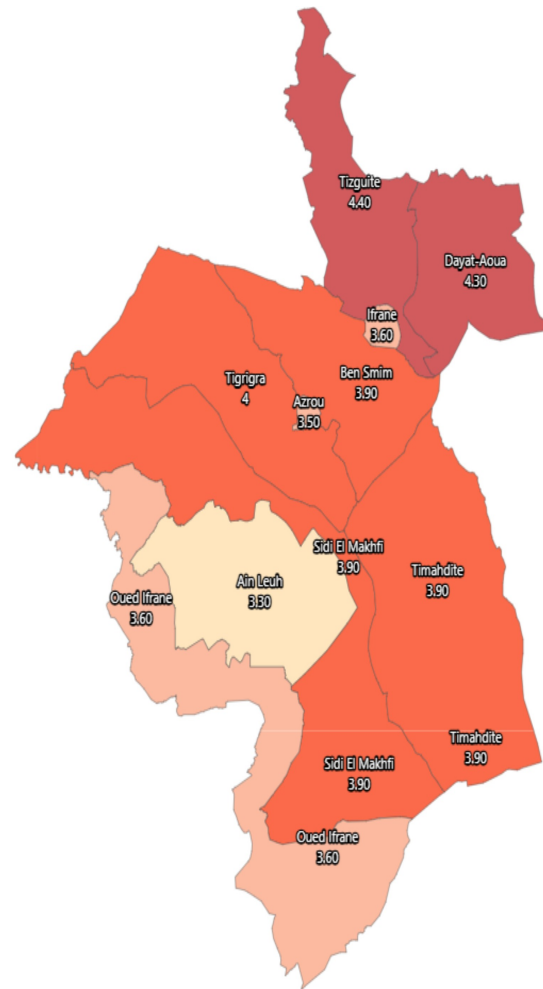 Tizguite
4.40
Dayat-Aoua
4.30
Ifrane
3.60
Ben Smim
3.90
Tigrigra
4
Azrou
3.50
Sidi El Makhfi
3.90
Timahdite
3.90
Ain Leuh
3.30
Oued Ifrane
3.60
Timahdite
3.90
Sidi El Makhfi
3.90
Oued Ifrane
3.60